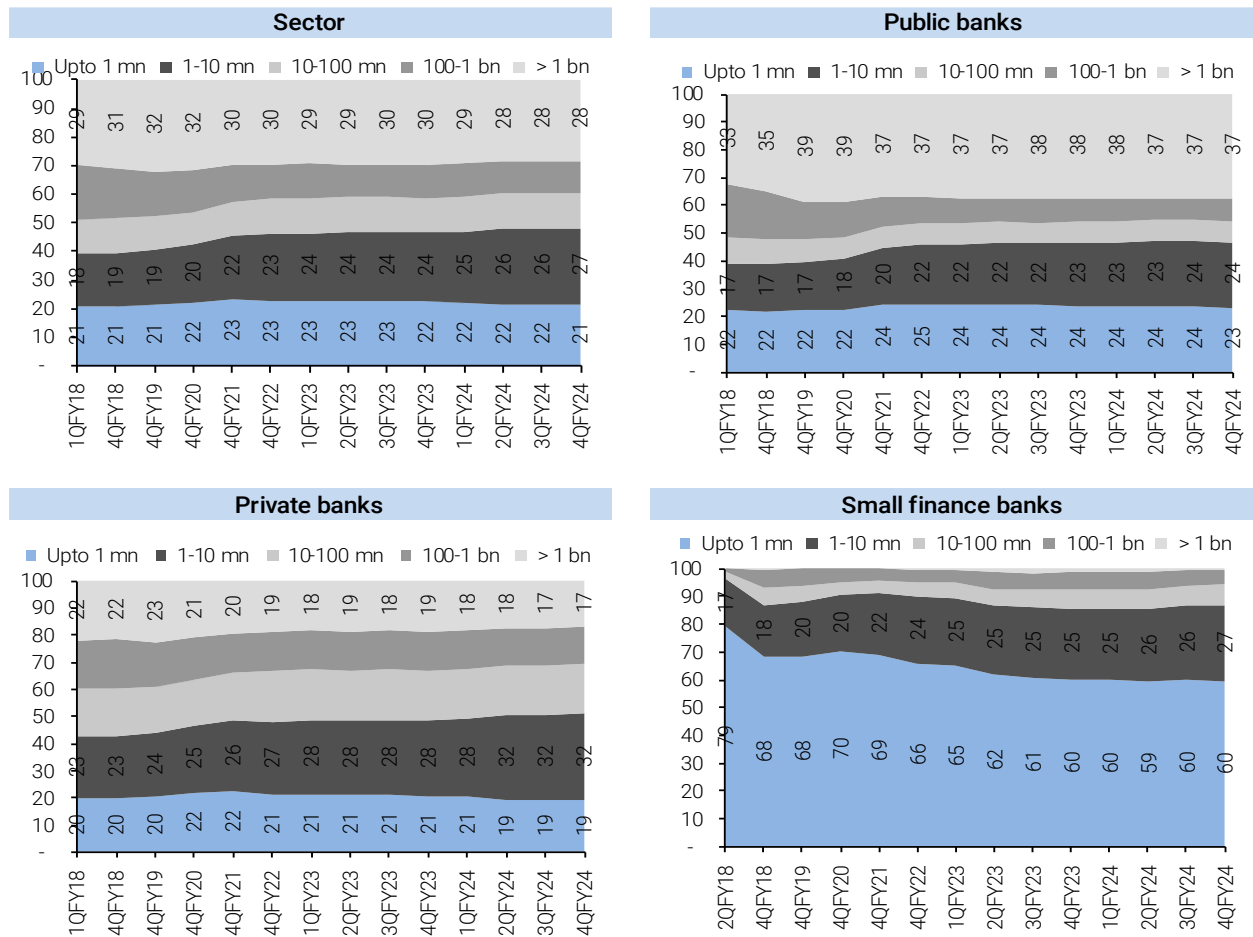 Sector
Upto 1 mn 1-10 mn 10-100 mn 100-1 bn > 1 bn
100
90
80
70
60
50
40
30
20
10
-
29 31 32 32 30 30 29 29 30 30 29 28 28 28
18 19 19 20 22 23 24 24 24 24 25 26 26 27
21 21 21 22 23 23 23 23 23 22 22 22 22 21
1QFY18 4QFY18 4QFY19 4QFY20 4QFY21 4QFY22 1QFY23 2QFY23 3QFY23 4QFY23 1QFY24 2QFY24 3QFY24 4QFY24
Public banks
Upto 1 mn 1-10 mn 10-100 mn 100-1 bn > 1 bn
100
90
80
70
60
50
40
30
20
10
-
33 35 39 39 37 37 37 37 38 38 38 37 37 37
17 17 17 18 20 22 22 22 22 23 23 23 24 24
22 22 22 22 24 25 24 24 24 24 24 24 24 23
1QFY18 4QFY18 4QFY19 4QFY20 4QFY21 4QFY22 1QFY23 2QFY23 3QFY23 4QFY23 1QFY24 2QFY24 3QFY24 4QFY24
Private banks
Upto 1 mn 1-10 mn 10-100 mn 100-1 bn > 1 bn
100
90
80
70
60
50
40
30
20
10
-
22 22 23 21 20 19 18 19 18 19 18 18 17 17
23 23 24 25 26 27 28 28 28 28 28 32 32 32
20 20 20 22 22 21 21 21 21 21 21 19 19 19
1QFY18 4QFY18 4QFY19 4QFY20 4QFY21 4QFY22 1QFY23 2QFY23 3QFY23 4QFY23 1QFY24 2QFY24 3QFY24 4QFY24
Small finance banks
Upto 1 mn 1-10 mn 10-100 mn 100-1 bn > 1 bn
100
90
80
70
60
50
40
30
20
10
-
17 18 20 20 22 24 25 25 25 25 25 26 26 27
79 68 68 70 69 66 65 62 61 60 60 59 60 60
2QFY18 4QFY18 4QFY19 4QFY20 4QFY21 4QFY22 1QFY23 2QFY23 3QFY23 4QFY23 1QFY24 2QFY24 3QFY24 4QFY24